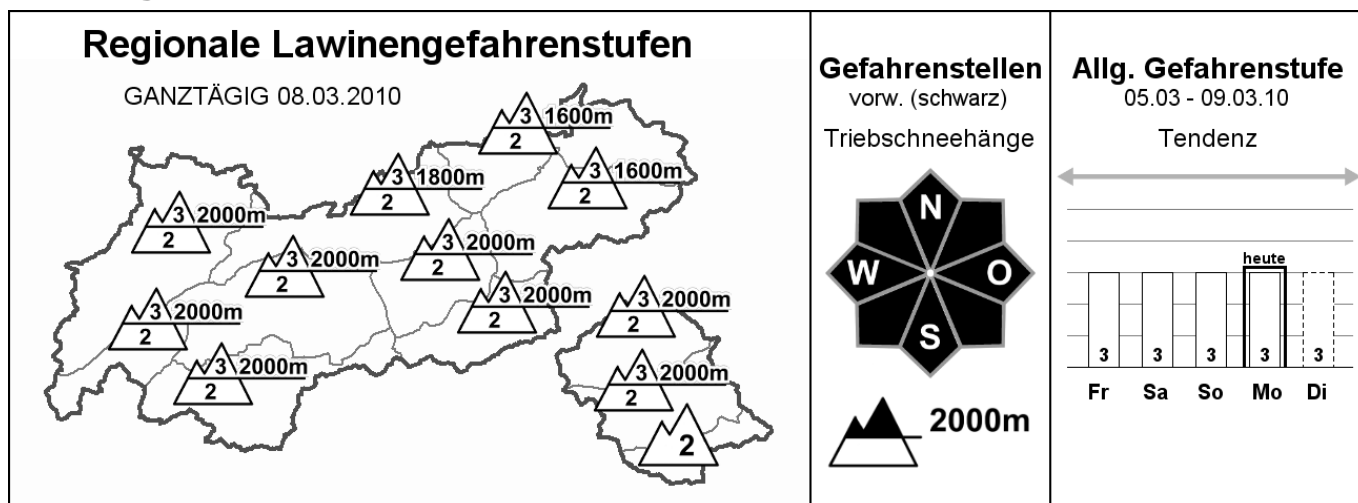 Regionale Lawinengefahrenstufen
GANZTÄGIG 08.03.2010
3 1600m
2
3 1600m
2
3 1800m
2
3 2000m
2
3 2000m
2
3 2000m
2
3 2000m
2
3 2000m
2
3 2000m
2
3 2000m
2
3 2000m
2
2
Gefahrenstellen
vorw. (schwarz)
Triebschneehänge
N
W O
S
2000m
Allg. Gefahrenstufe
05.03 - 09.03.10
Tendenz
heute
3 3 3 3 3
Fr Sa So Mo Di